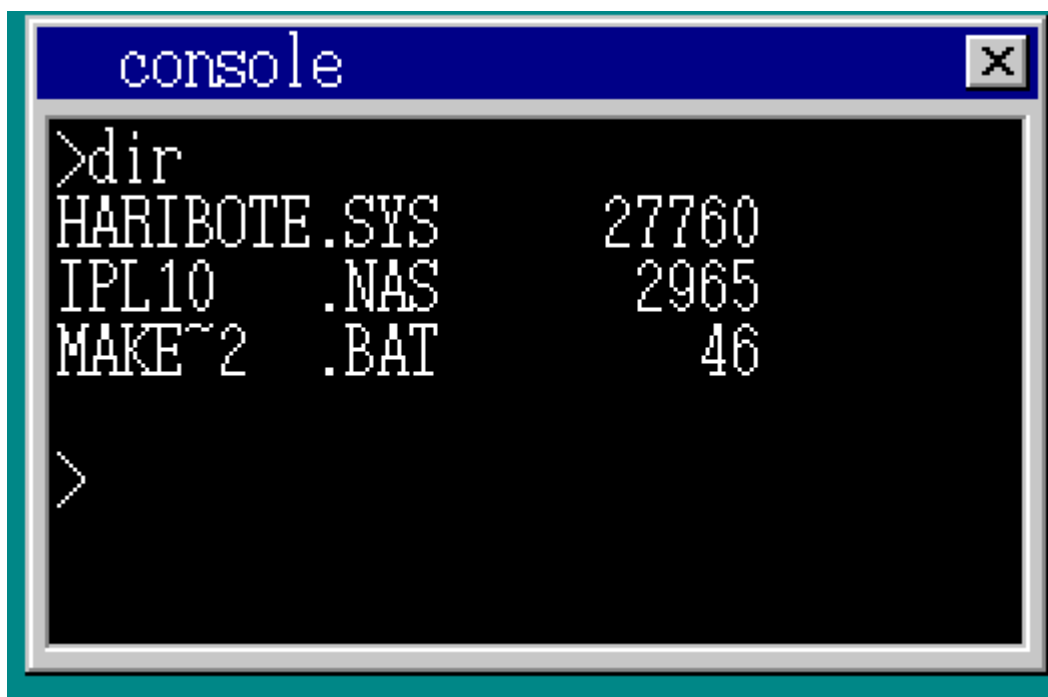 console
>dir
HARIBOTE.SYS     27760
IPL10   .NAS      2965
MAKE~2  .BAT        46
>